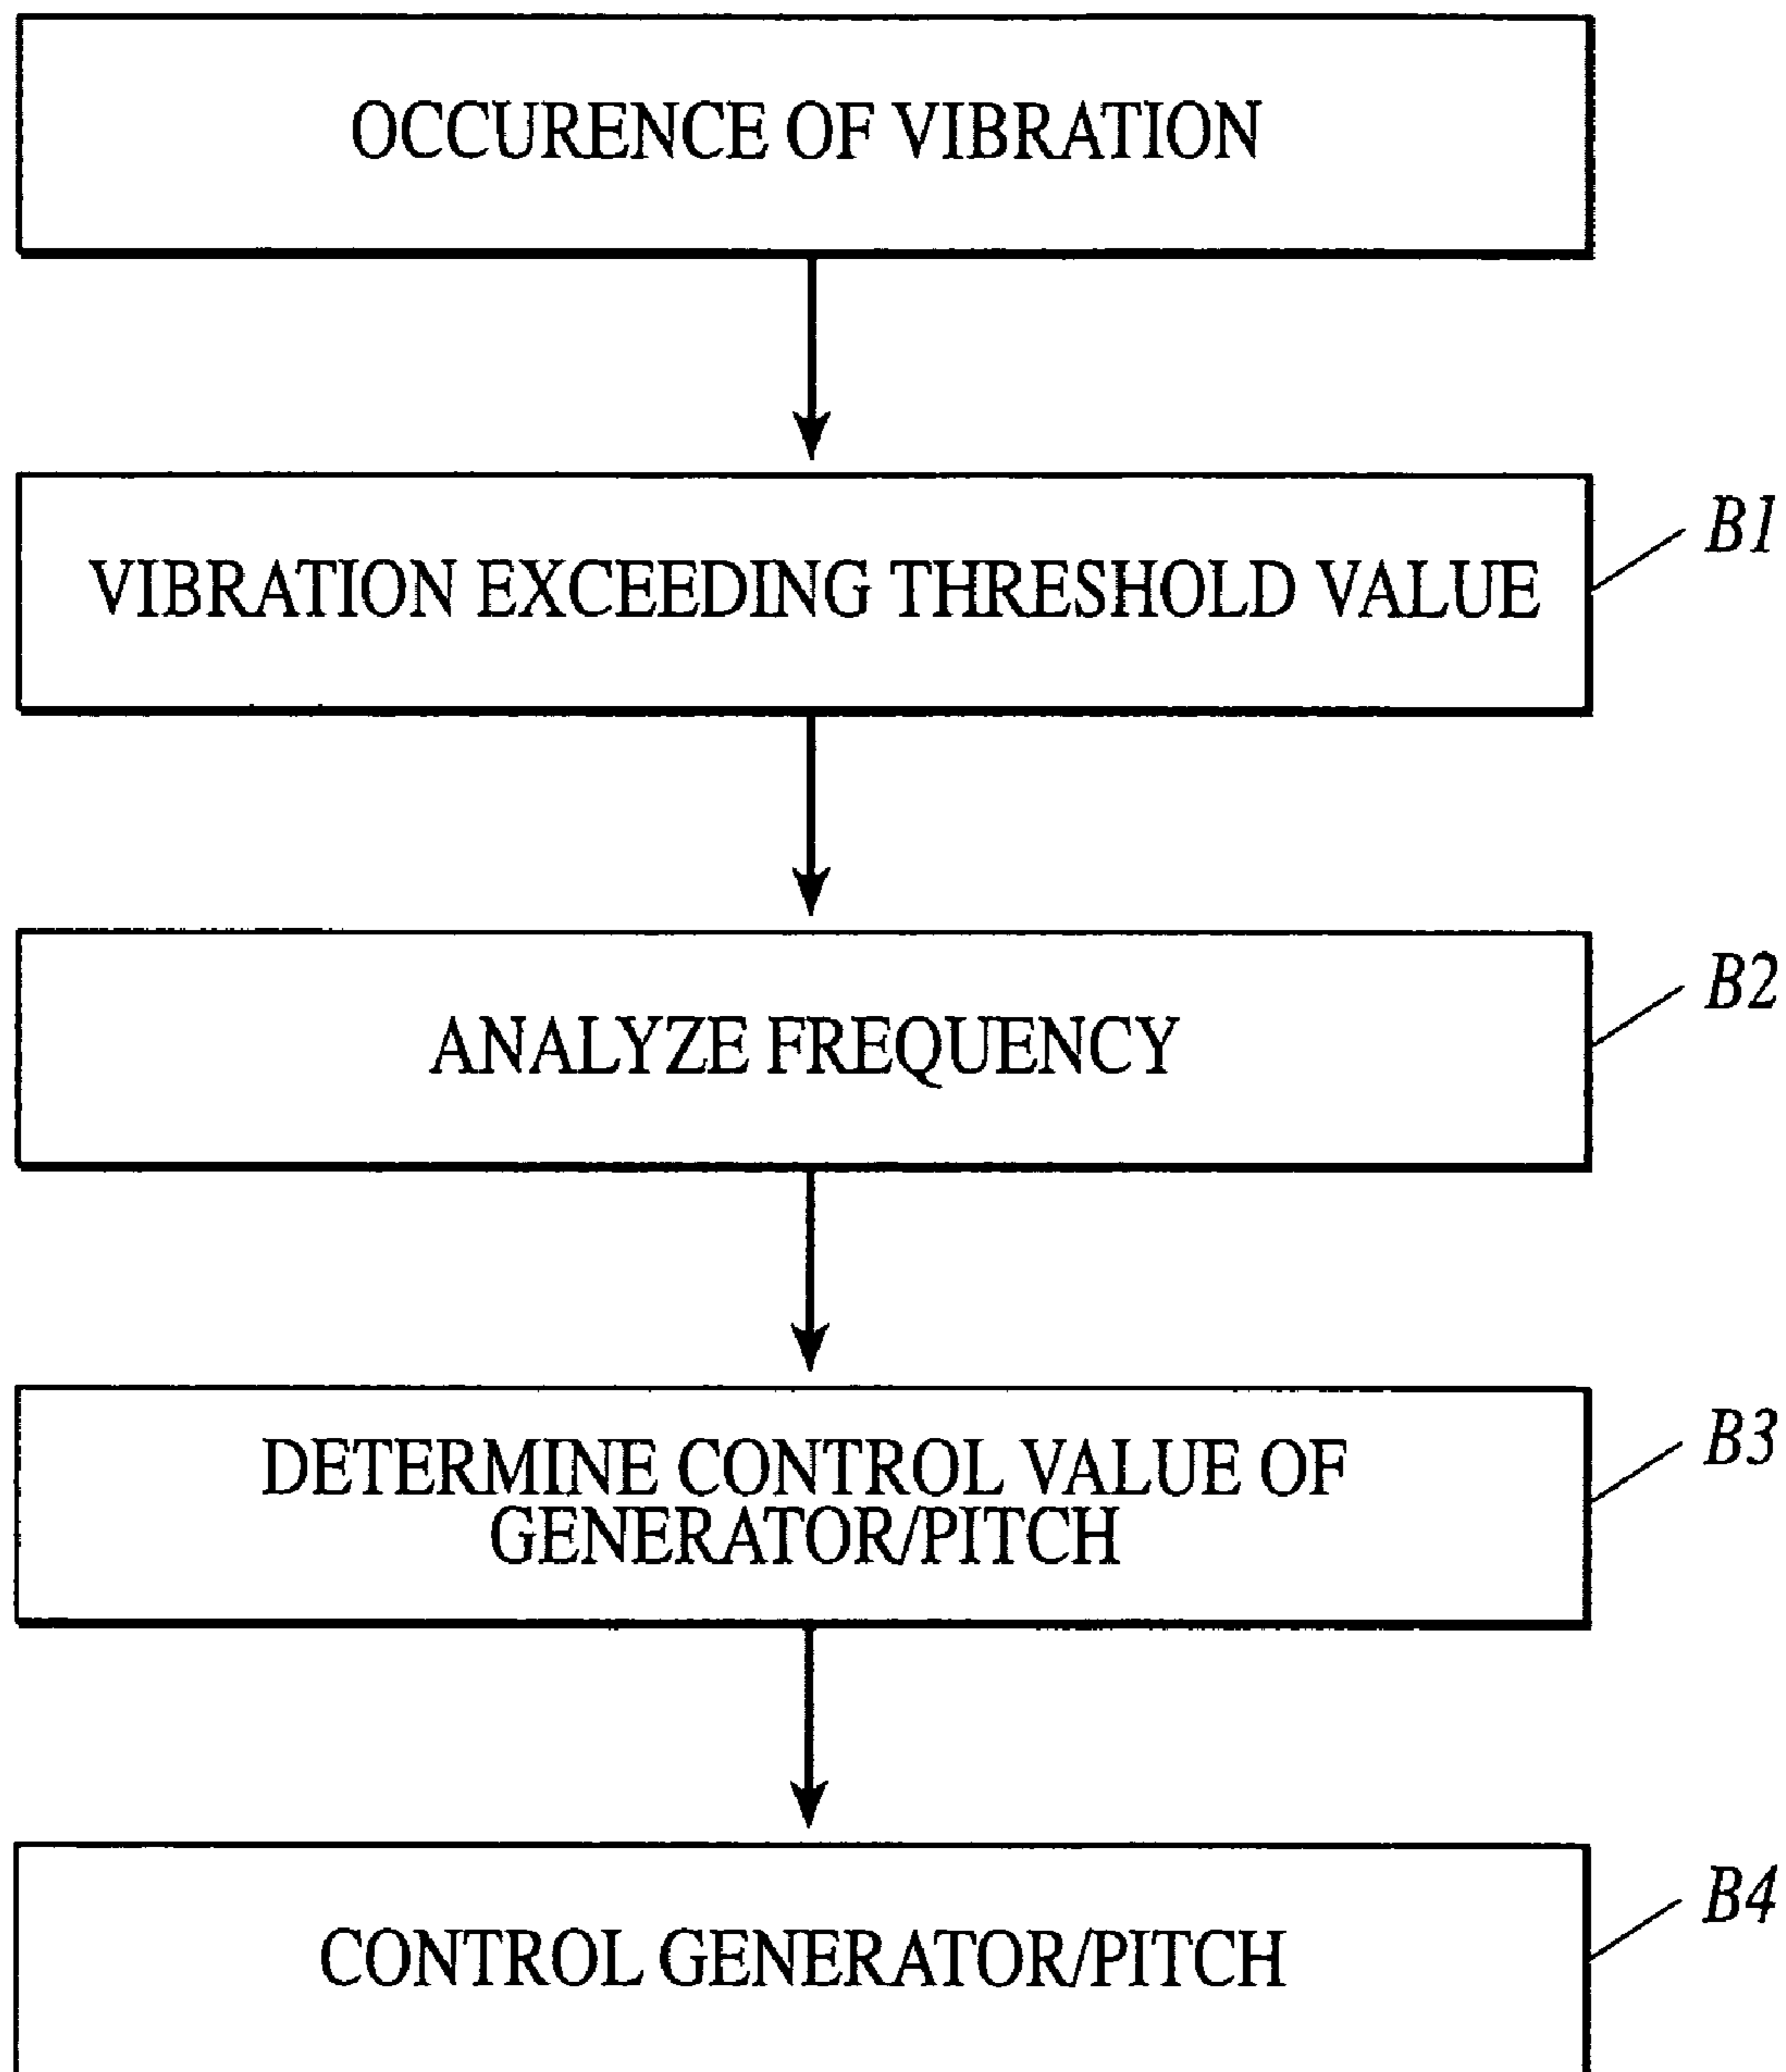 OCCURENCE OF VIBRATION
VIBRATION EXCEEDING THRESHOLD VALUE
B1
ANALYZE FREQUENCY
B2
DETERMINE CONTROL VALUE OF
GENERATOR/PITCH
B3
CONTROL GENERATOR/PITCH
B4